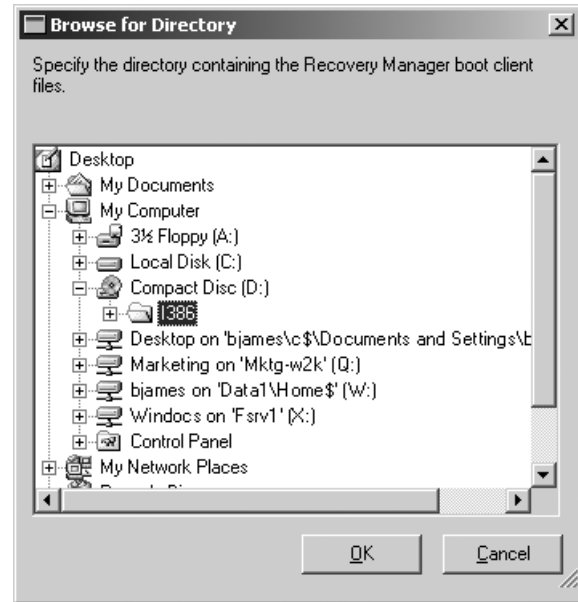 Browse for Directory
Specify the directory containing the Recovery Manager boot client
files.
Desktop
My Documents
My Computer
3½ Floppy (A:)
Local Disk (C:)
Compact Disc (D:)
I386
Desktop on 'bjames\c$\Documents and Settings\b
Marketing on 'Mktg-w2k' (Q:)
bjames on 'Data1\Home$' (W:)
Windocs on 'Fsrv1' (X:)
Control Panel
My Network Places
OK
Cancel